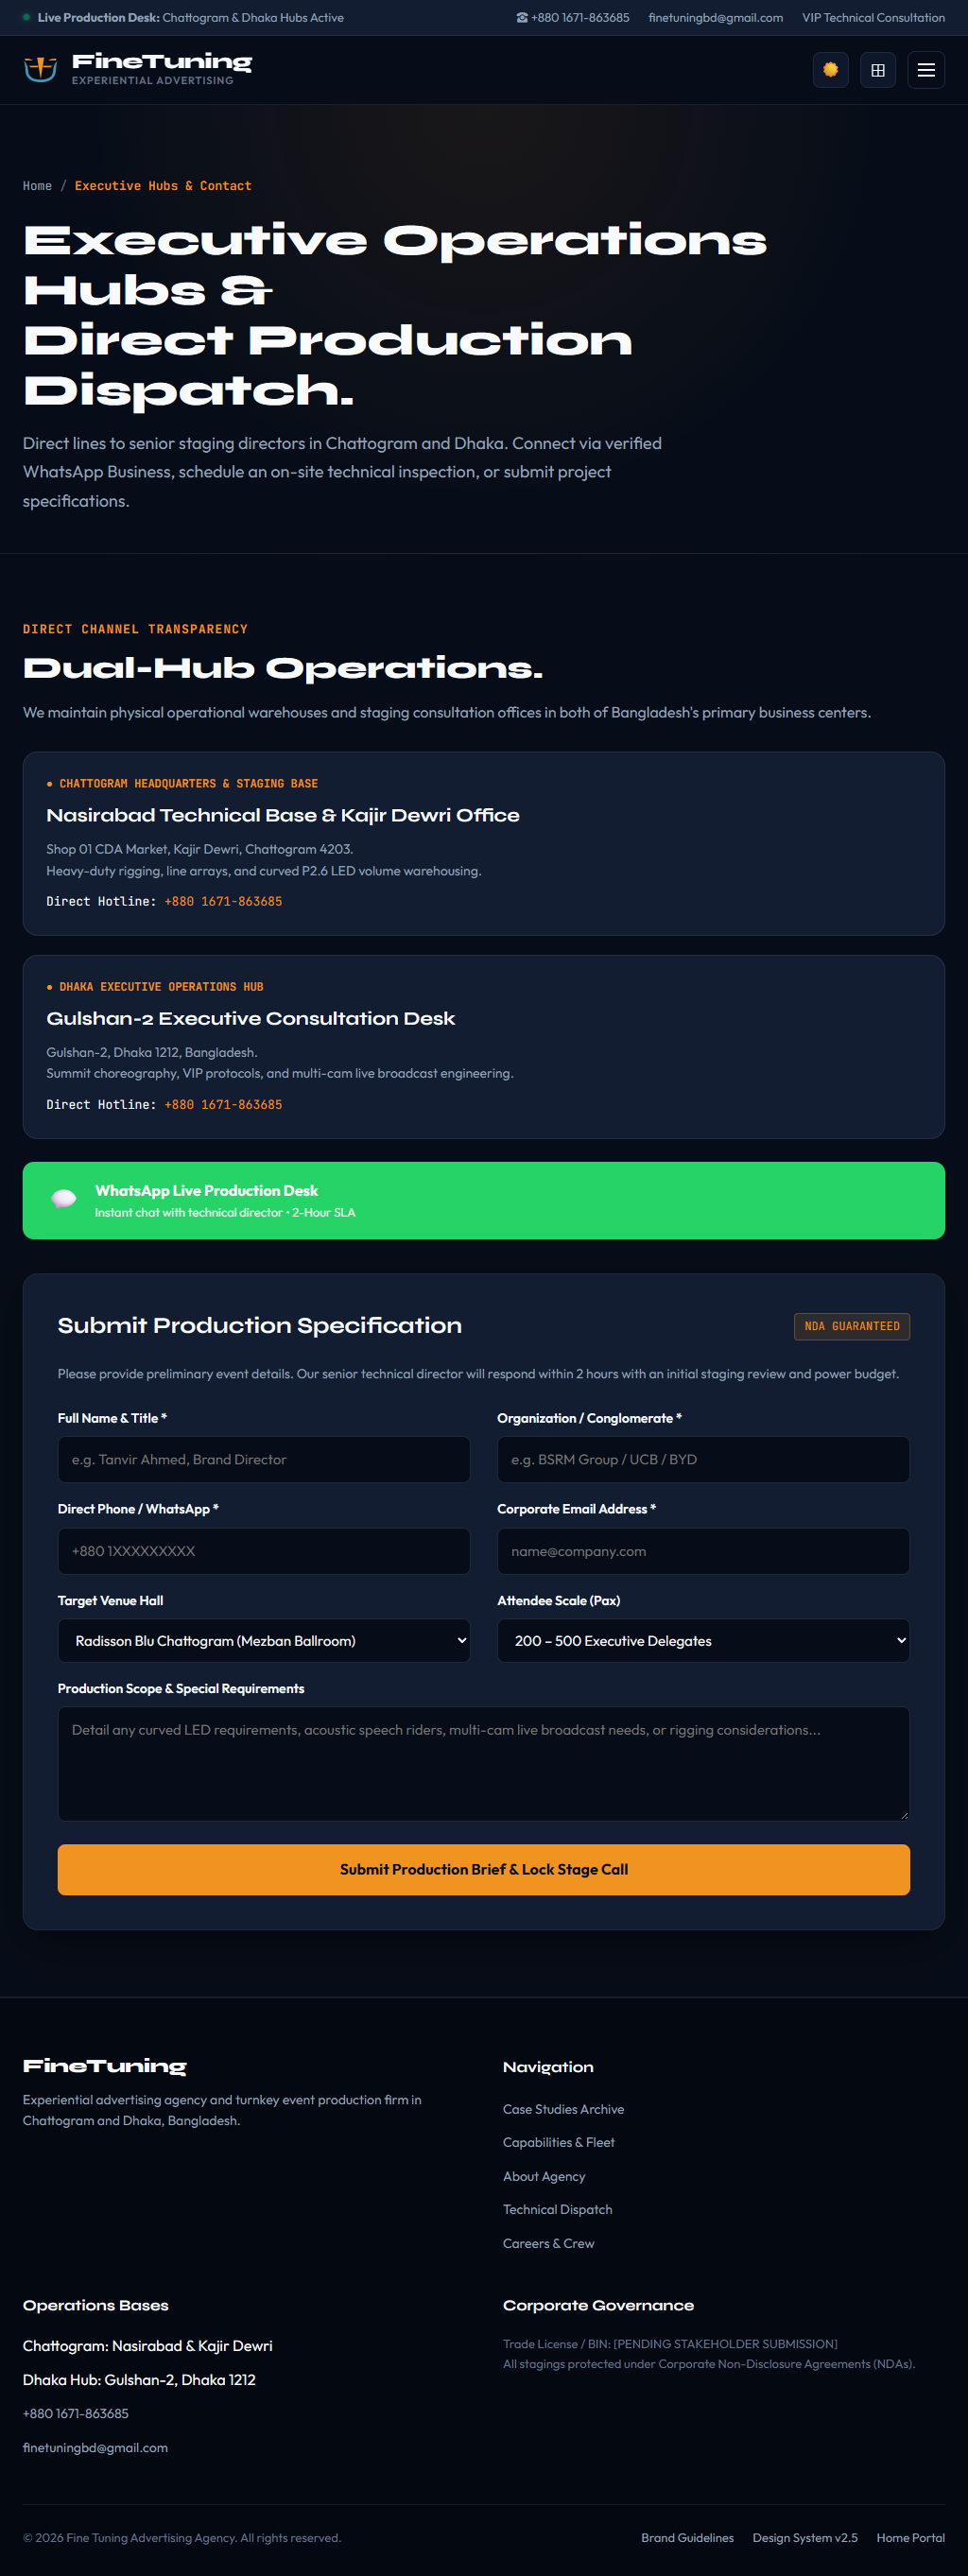 Live Production Desk: Chattogram & Dhaka Hubs Active
☎ +880 1671-863685
finetuningbd@gmail.com
VIP Technical Consultation
FineTuning
EXPERIENTIAL ADVERTISING
Home / Executive Hubs & Contact
Executive Operations
Hubs &
Direct Production
Dispatch.
Direct lines to senior staging directors in Chattogram and Dhaka. Connect via verified
WhatsApp Business, schedule an on-site technical inspection, or submit project
specifications.
DIRECT CHANNEL TRANSPARENCY
Dual-Hub Operations.
We maintain physical operational warehouses and staging consultation offices in both of Bangladesh's primary business centers.
● CHATTOGRAM HEADQUARTERS & STAGING BASE
Nasirabad Technical Base & Kajir Dewri Office
Shop 01 CDA Market, Kajir Dewri, Chattogram 4203.
Heavy-duty rigging, line arrays, and curved P2.6 LED volume warehousing.
Direct Hotline: +880 1671-863685
● DHAKA EXECUTIVE OPERATIONS HUB
Gulshan-2 Executive Consultation Desk
Gulshan-2, Dhaka 1212, Bangladesh.
Summit choreography, VIP protocols, and multi-cam live broadcast engineering.
Direct Hotline: +880 1671-863685
WhatsApp Live Production Desk
Instant chat with technical director • 2-Hour SLA
Submit Production Specification
NDA GUARANTEED
Please provide preliminary event details. Our senior technical director will respond within 2 hours with an initial staging review and power budget.
Full Name & Title *
Organization / Conglomerate *
e.g. Tanvir Ahmed, Brand Director
e.g. BSRM Group / UCB / BYD
Direct Phone / WhatsApp *
Corporate Email Address *
+880 1XXXXXXXXX
name@company.com
Target Venue Hall
Attendee Scale (Pax)
Radisson Blu Chattogram (Mezban Ballroom)
200 – 500 Executive Delegates
Production Scope & Special Requirements
Detail any curved LED requirements, acoustic speech riders, multi-cam live broadcast needs, or rigging considerations...
Submit Production Brief & Lock Stage Call
FineTuning
Experiential advertising agency and turnkey event production firm in
Chattogram and Dhaka, Bangladesh.
Navigation
Case Studies Archive
Capabilities & Fleet
About Agency
Technical Dispatch
Careers & Crew
Operations Bases
Chattogram: Nasirabad & Kajir Dewri
Dhaka Hub: Gulshan-2, Dhaka 1212
+880 1671-863685
finetuningbd@gmail.com
Corporate Governance
Trade License / BIN: [PENDING STAKEHOLDER SUBMISSION]
All stagings protected under Corporate Non-Disclosure Agreements (NDAs).
© 2026 Fine Tuning Advertising Agency. All rights reserved.
Brand Guidelines
Design System v2.5
Home Portal